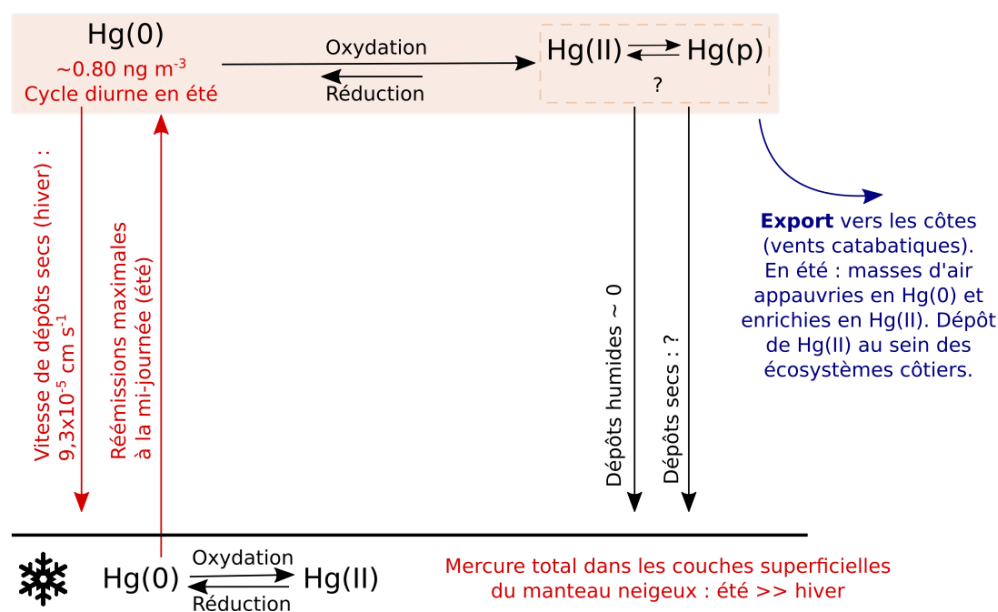 Hg(0)
~0.80 ng m⁻³
Cycle diurne en été
Oxydation
Réduction
Hg(II)
Hg(p)
?
Vitesse de dépôts secs (hiver) :
9,3x10⁻⁵ cm s⁻¹
Réémissions maximales
à la mi-journée (été)
Dépôts humides ~ 0
Dépôts secs : ?
Export vers les côtes
(vents catabatiques).
En été : masses d'air
appauvries en Hg(0) et
enrichies en Hg(II). Dépôt
de Hg(II) au sein des
écosystèmes côtiers.
Hg(0)
Oxydation
Réduction
Hg(II)
Mercure total dans les couches superficielles
du manteau neigeux : été >> hiver